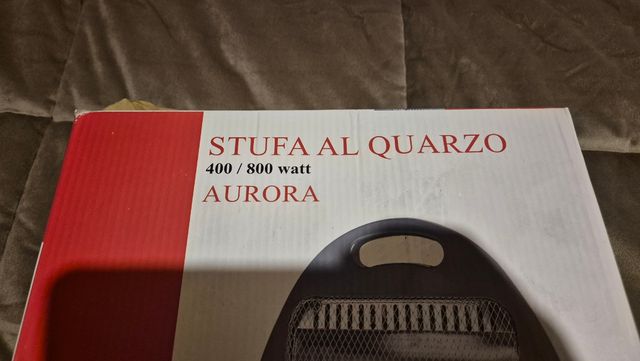 STUFA AL QUARZO
400 / 800 watt
AURORA